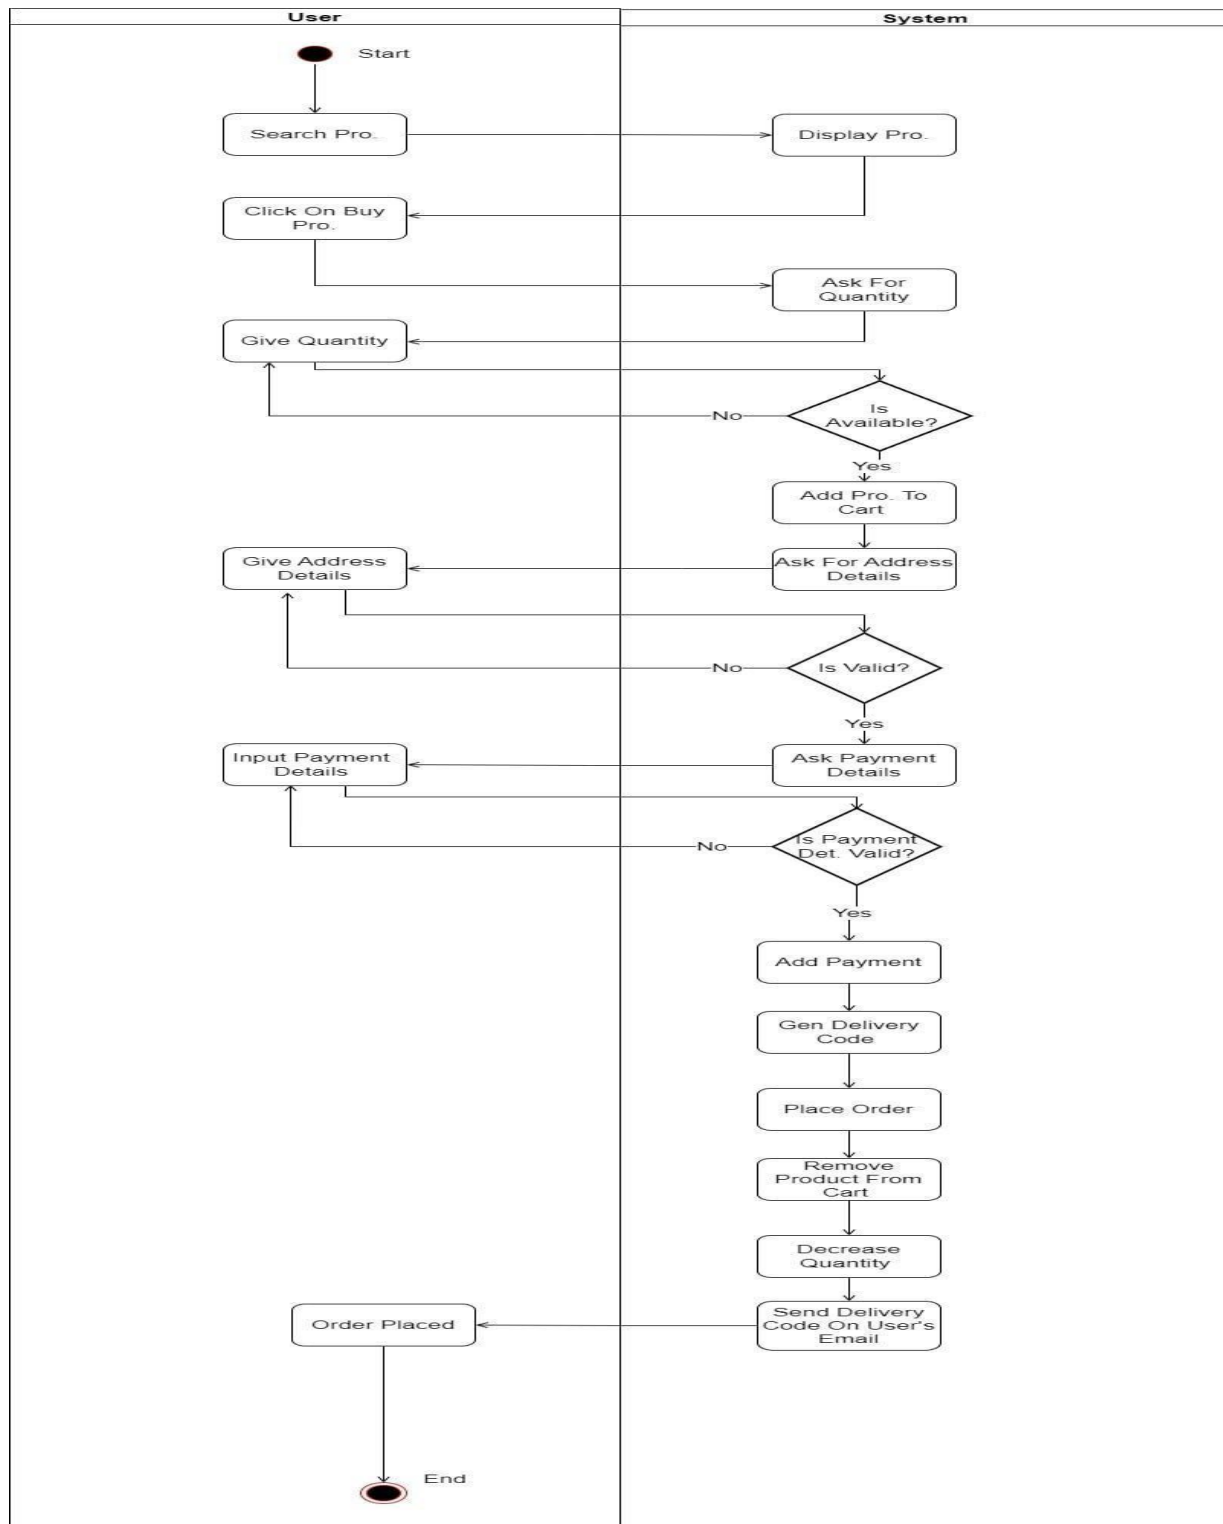 User
System
Start
Search Pro.
Display Pro.
Click On Buy
Pro.
Ask For
Quantity
Give Quantity
Is
Available?
No
Yes
Add Pro. To
Cart
Give Address
Details
Ask For Address
Details
Is Valid?
No
Yes
Input Payment
Details
Ask Payment
Details
Is Payment
Det. Valid?
No
Yes
Add Payment
Gen Delivery
Code
Place Order
Remove
Product From
Cart
Decrease
Quantity
Order Placed
Send Delivery
Code On User's
Email
End